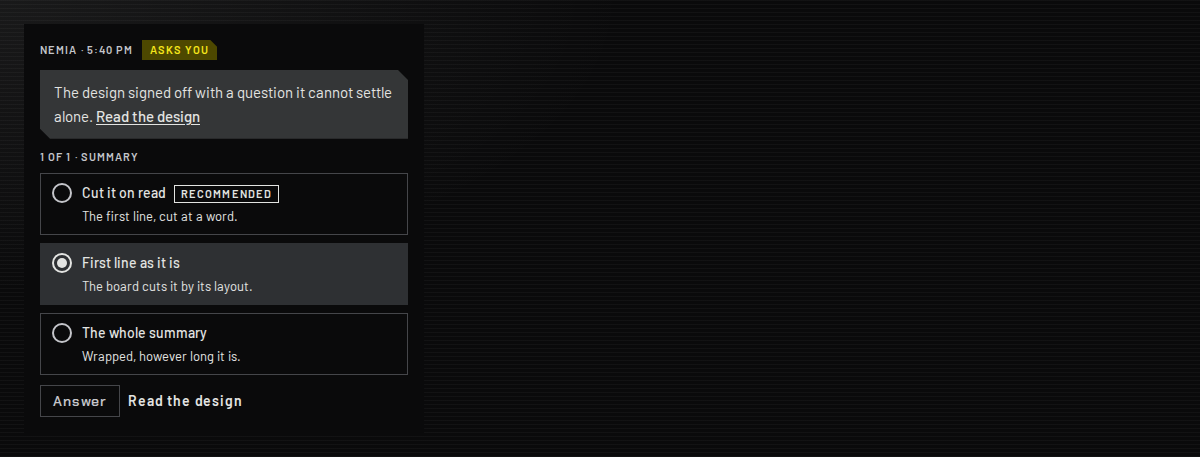 NEMIA · 5:40 PM ASKS YOU
The design signed off with a question it cannot settle
alone. Read the design
1 OF 1 · SUMMARY
Cut it on read RECOMMENDED
The first line, cut at a word.
First line as it is
The board cuts it by its layout.
The whole summary
Wrapped, however long it is.
Answer Read the design